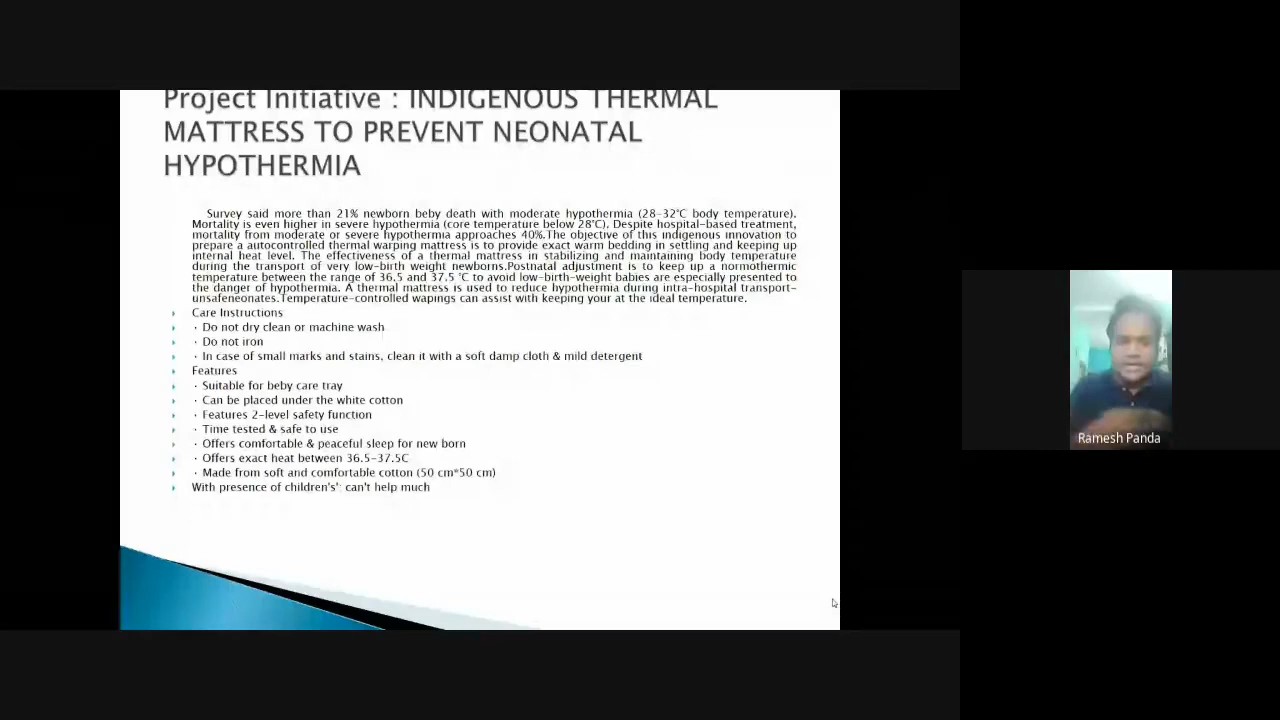 Project Initiative : INDIGENOUS THERMAL
MATTRESS TO PREVENT NEONATAL
HYPOTHERMIA
Survey said more than 21% newborn beby death with moderate hypothermia (28-32°C body temperature).
Mortality is even higher in severe hypothermia (core temperature below 28°C). Despite hospital-based treatment,
mortality from moderate or severe hypothermia approaches 40%.The objective of this indigenous innovation to
prepare a autocontrolled thermal warping mattress is to provide exact warm bedding in settling and keeping up
internal heat level. The effectiveness of a thermal mattress in stabilizing and maintaining body temperature
during the transport of very low-birth weight newborns.Postnatal adjustment is to keep up a normothermic
temperature between the range of 36.5 and 37.5 °C to avoid low-birth-weight babies are especially presented to
the danger of hypothermia. A thermal mattress is used to reduce hypothermia during intra-hospital transport-
unsafeneonates.Temperature-controlled wapings can assist with keeping your at the ideal temperature.
Care Instructions
· Do not dry clean or machine wash
· Do not iron
· In case of small marks and stains, clean it with a soft damp cloth & mild detergent
Features
· Suitable for beby care tray
· Can be placed under the white cotton
· Features 2-level safety function
· Time tested & safe to use
· Offers comfortable & peaceful sleep for new born
· Offers exact heat between 36.5-37.5C
· Made from soft and comfortable cotton (50 cm*50 cm)
With presence of children's': can't help much
Ramesh Panda